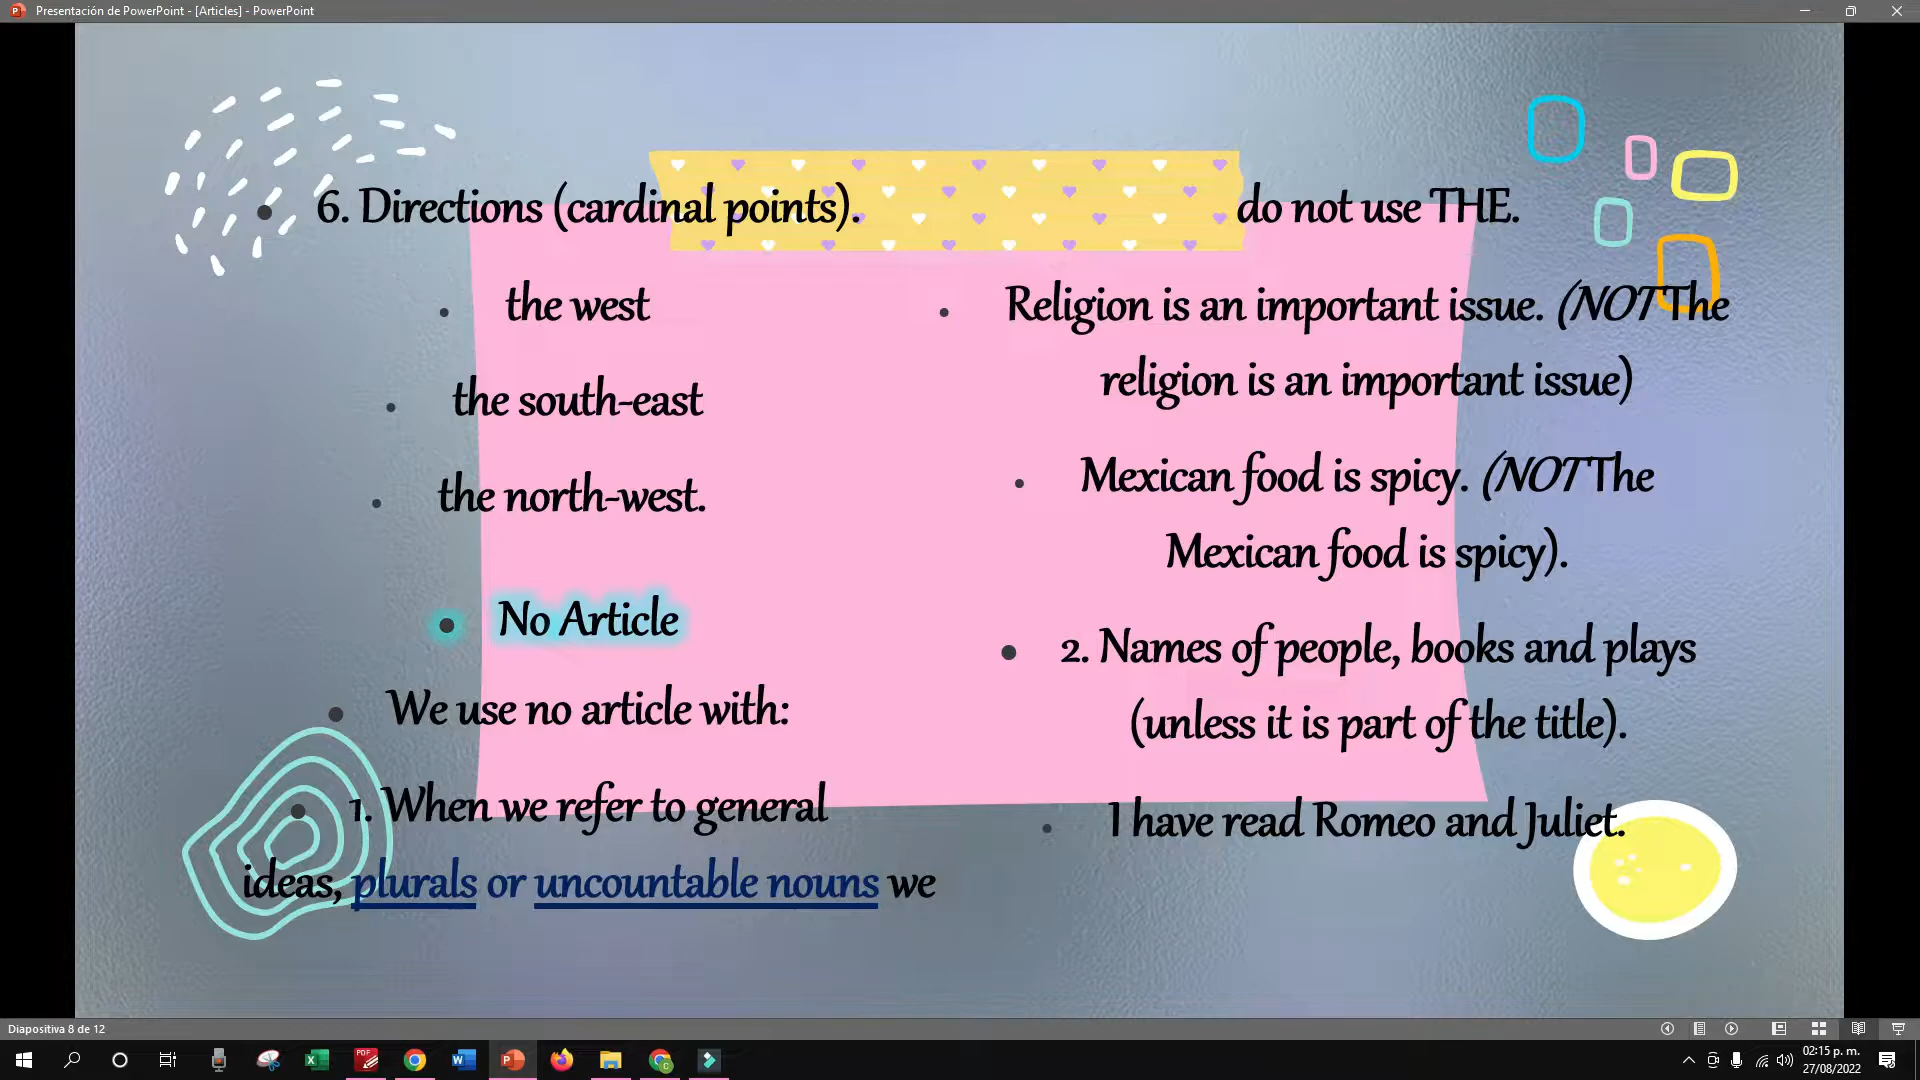 Presentación de PowerPoint - [Articles] - PowerPoint
6. Directions (cardinal points).
the west
the south-east
the north-west.
No Article
We use no article with:
1. When we refer to general
ideas, plurals or uncountable nouns we
do not use THE.
Religion is an important issue. (NOT The
religion is an important issue)
Mexican food is spicy. (NOT The
Mexican food is spicy).
2. Names of people, books and plays
(unless it is part of the title).
I have read Romeo and Juliet.
Diapositiva 8 de 12
02:15 p. m.
27/08/2022